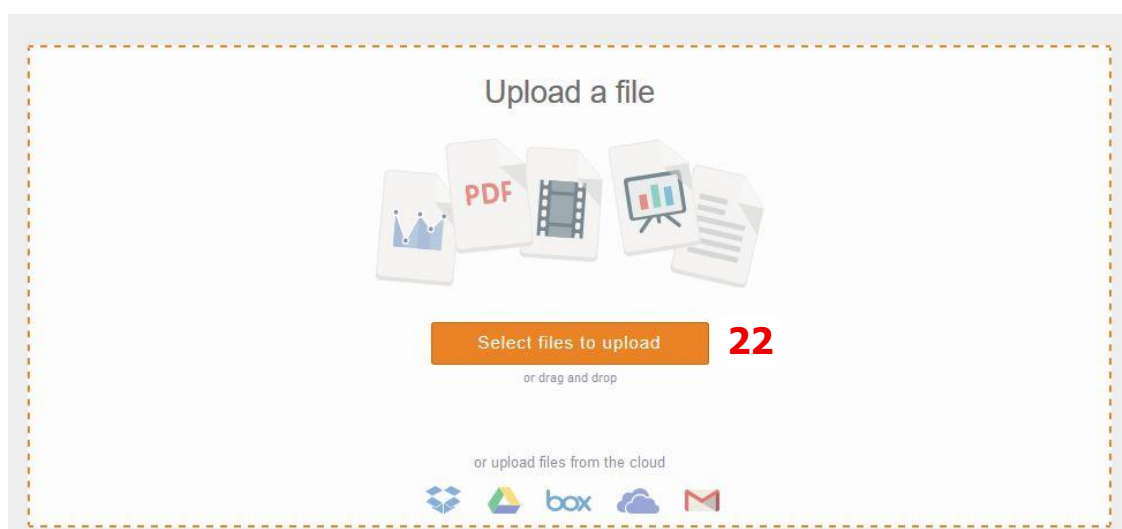 Upload a file
PDF
Select files to upload 22
or drag and drop
or upload files from the cloud
box